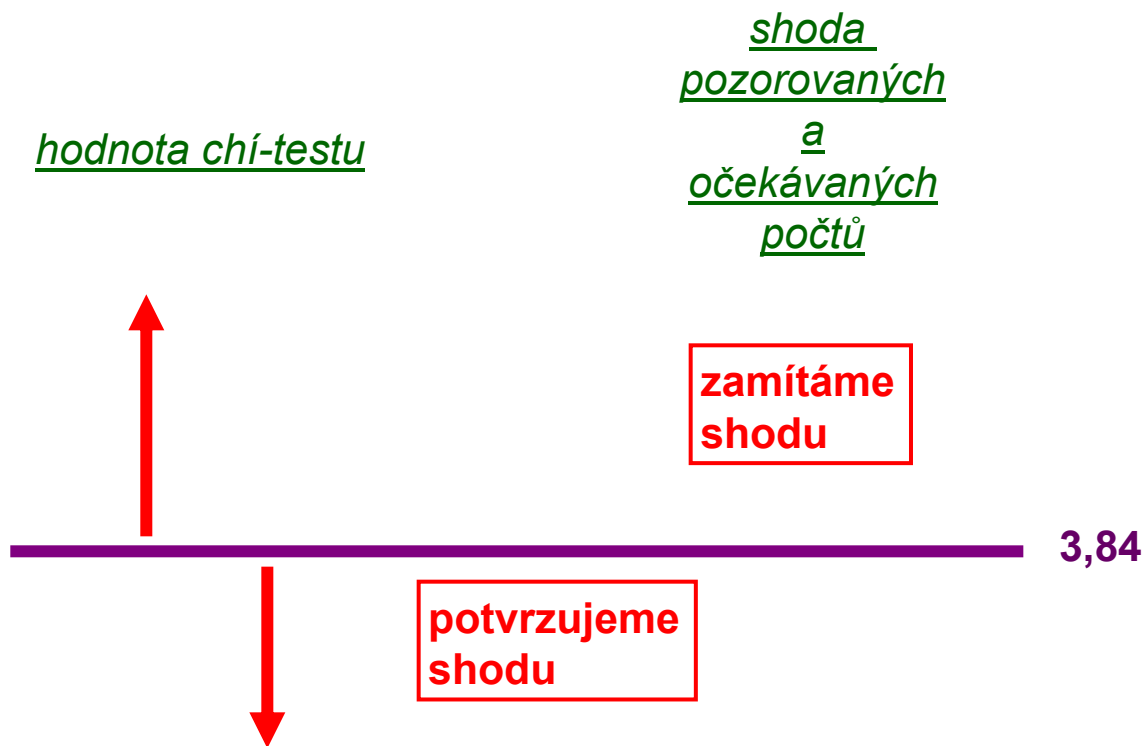 hodnota chí-testu
shoda
pozorovaných
a
očekávaných
počtů
zamítáme
shodu
3,84
potvrzujeme
shodu